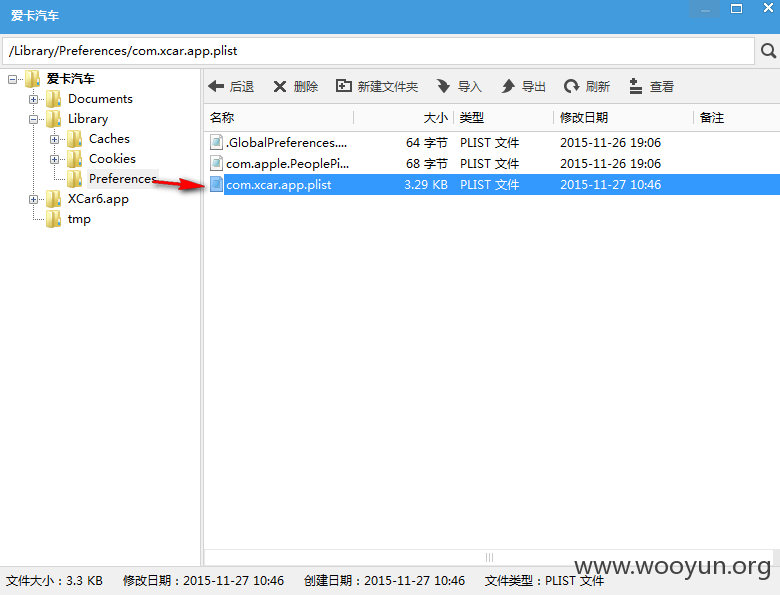 爱卡汽车
/Library/Preferences/com.xcar.app.plist
爱卡汽车
Documents
Library
Caches
Cookies
Preferences
XCar6.app
tmp
后退 删除 新建文件夹 导入 导出 刷新 查看
名称 大小 类型 修改日期 备注
.GlobalPreferences.... 64 字节 PLIST 文件 2015-11-26 19:06
com.apple.PeoplePi... 68 字节 PLIST 文件 2015-11-26 19:06
com.xcar.app.plist 3.29 KB PLIST 文件 2015-11-27 10:46
文件大小：3.3 KB 修改日期：2015-11-27 10:46 创建日期：2015-11-27 10:46 文件类型：PLIST 文件
www.wooyun.org